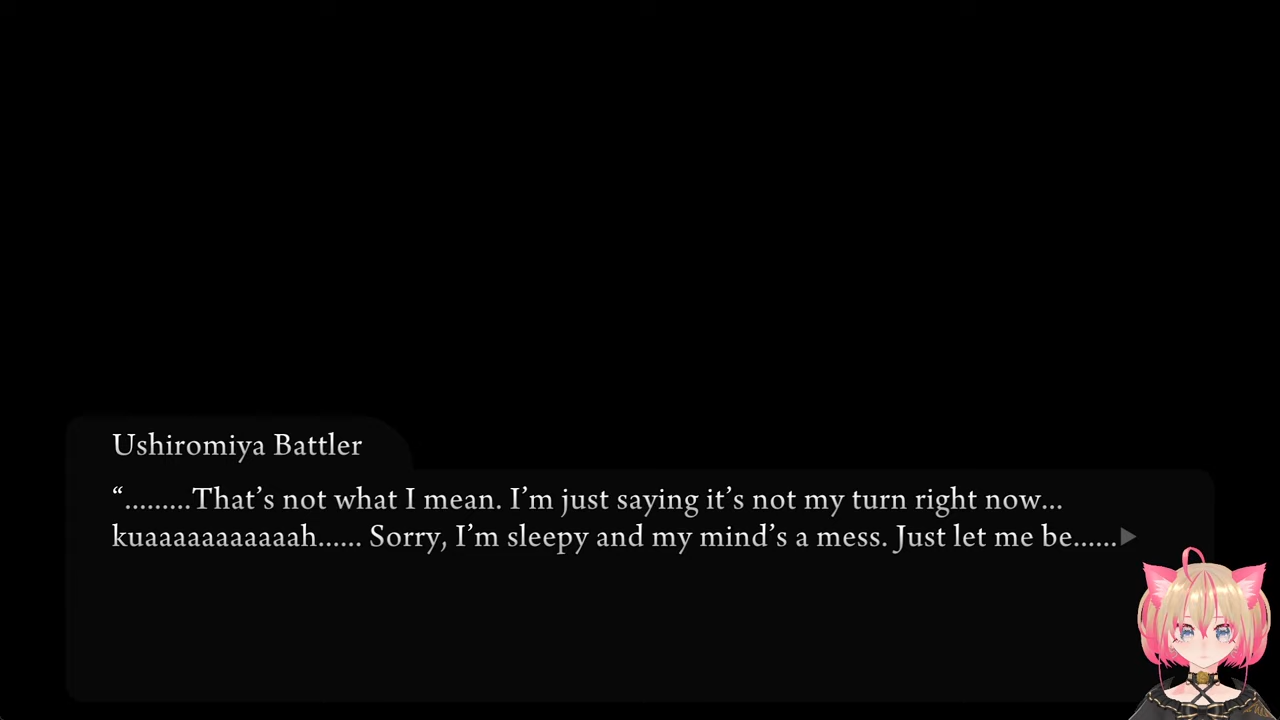 Ushiromiya Battler
“.........That’s not what I mean. I’m just saying it’s not my turn right now...
kuaaaaaaaaaaaah...... Sorry, I’m sleepy and my mind’s a mess. Just let me be......